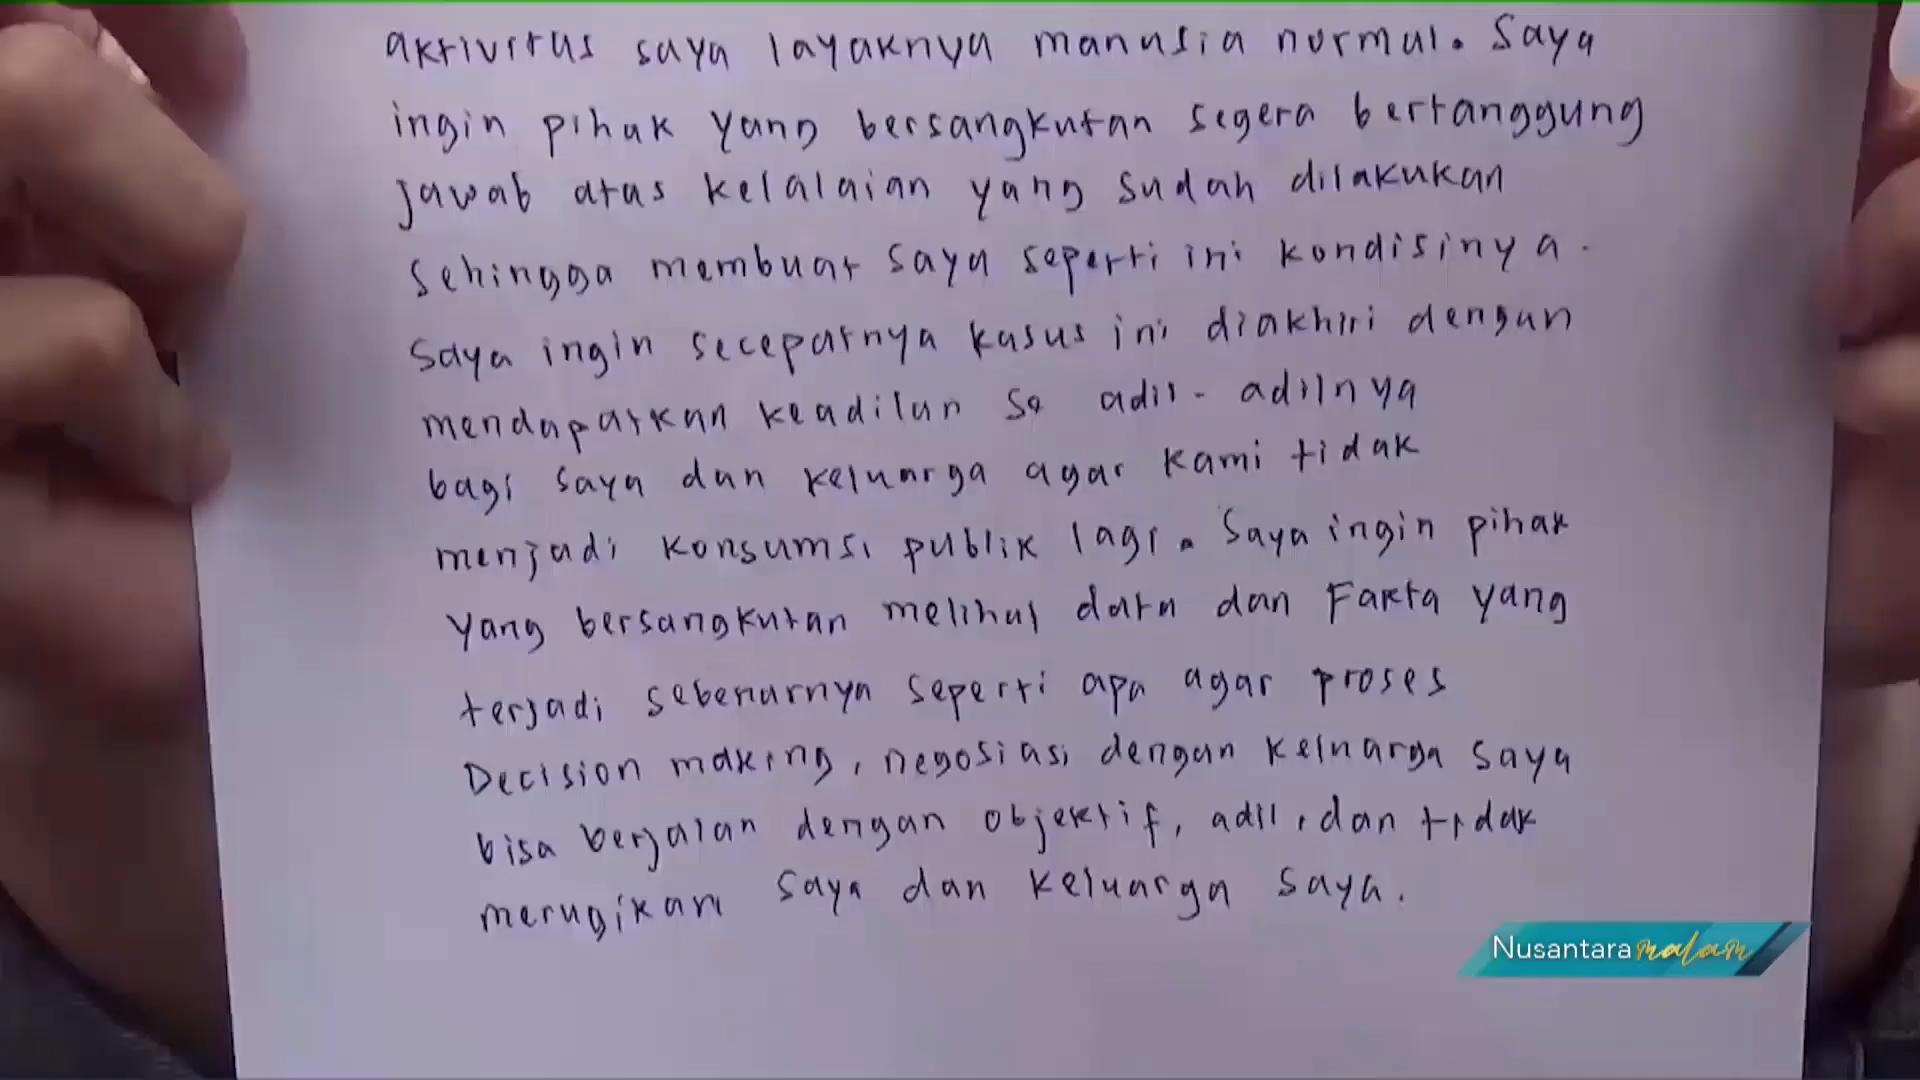 aktivitas saya layaknya manusia normal. Saya
ingin pihak yang bersangkutan segera bertanggung
jawab atas kelalaian yang sudah dilakukan
sehingga membuat saya seperti ini kondisinya.
Saya ingin secepatnya kasus ini diakhiri dengan
mendapatkan keadilan se adil-adilnya
bagi saya dan keluarga agar kami tidak
menjadi konsumsi publik lagi. Saya ingin pihak
yang bersangkutan melihat data dan Fakta yang
terjadi sebenarnya seperti apa agar proses
Decision making, negosiasi dengan keluarga saya
bisa berjalan dengan objektif, adil, dan tidak
merugikan saya dan keluarga saya.
Nusantara malam